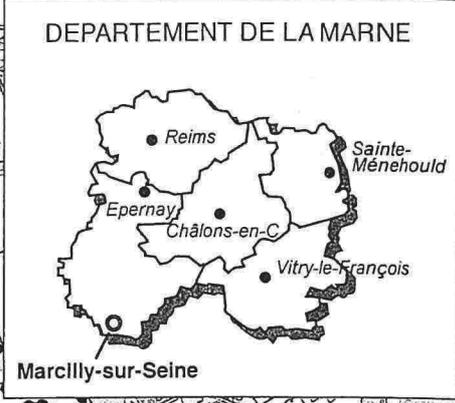 DEPARTEMENT DE LA MARNE
Reims
Sainte-
Ménehould
Epernay
Châlons-en-C
Vitry-le-François
Marcilly-sur-Seine